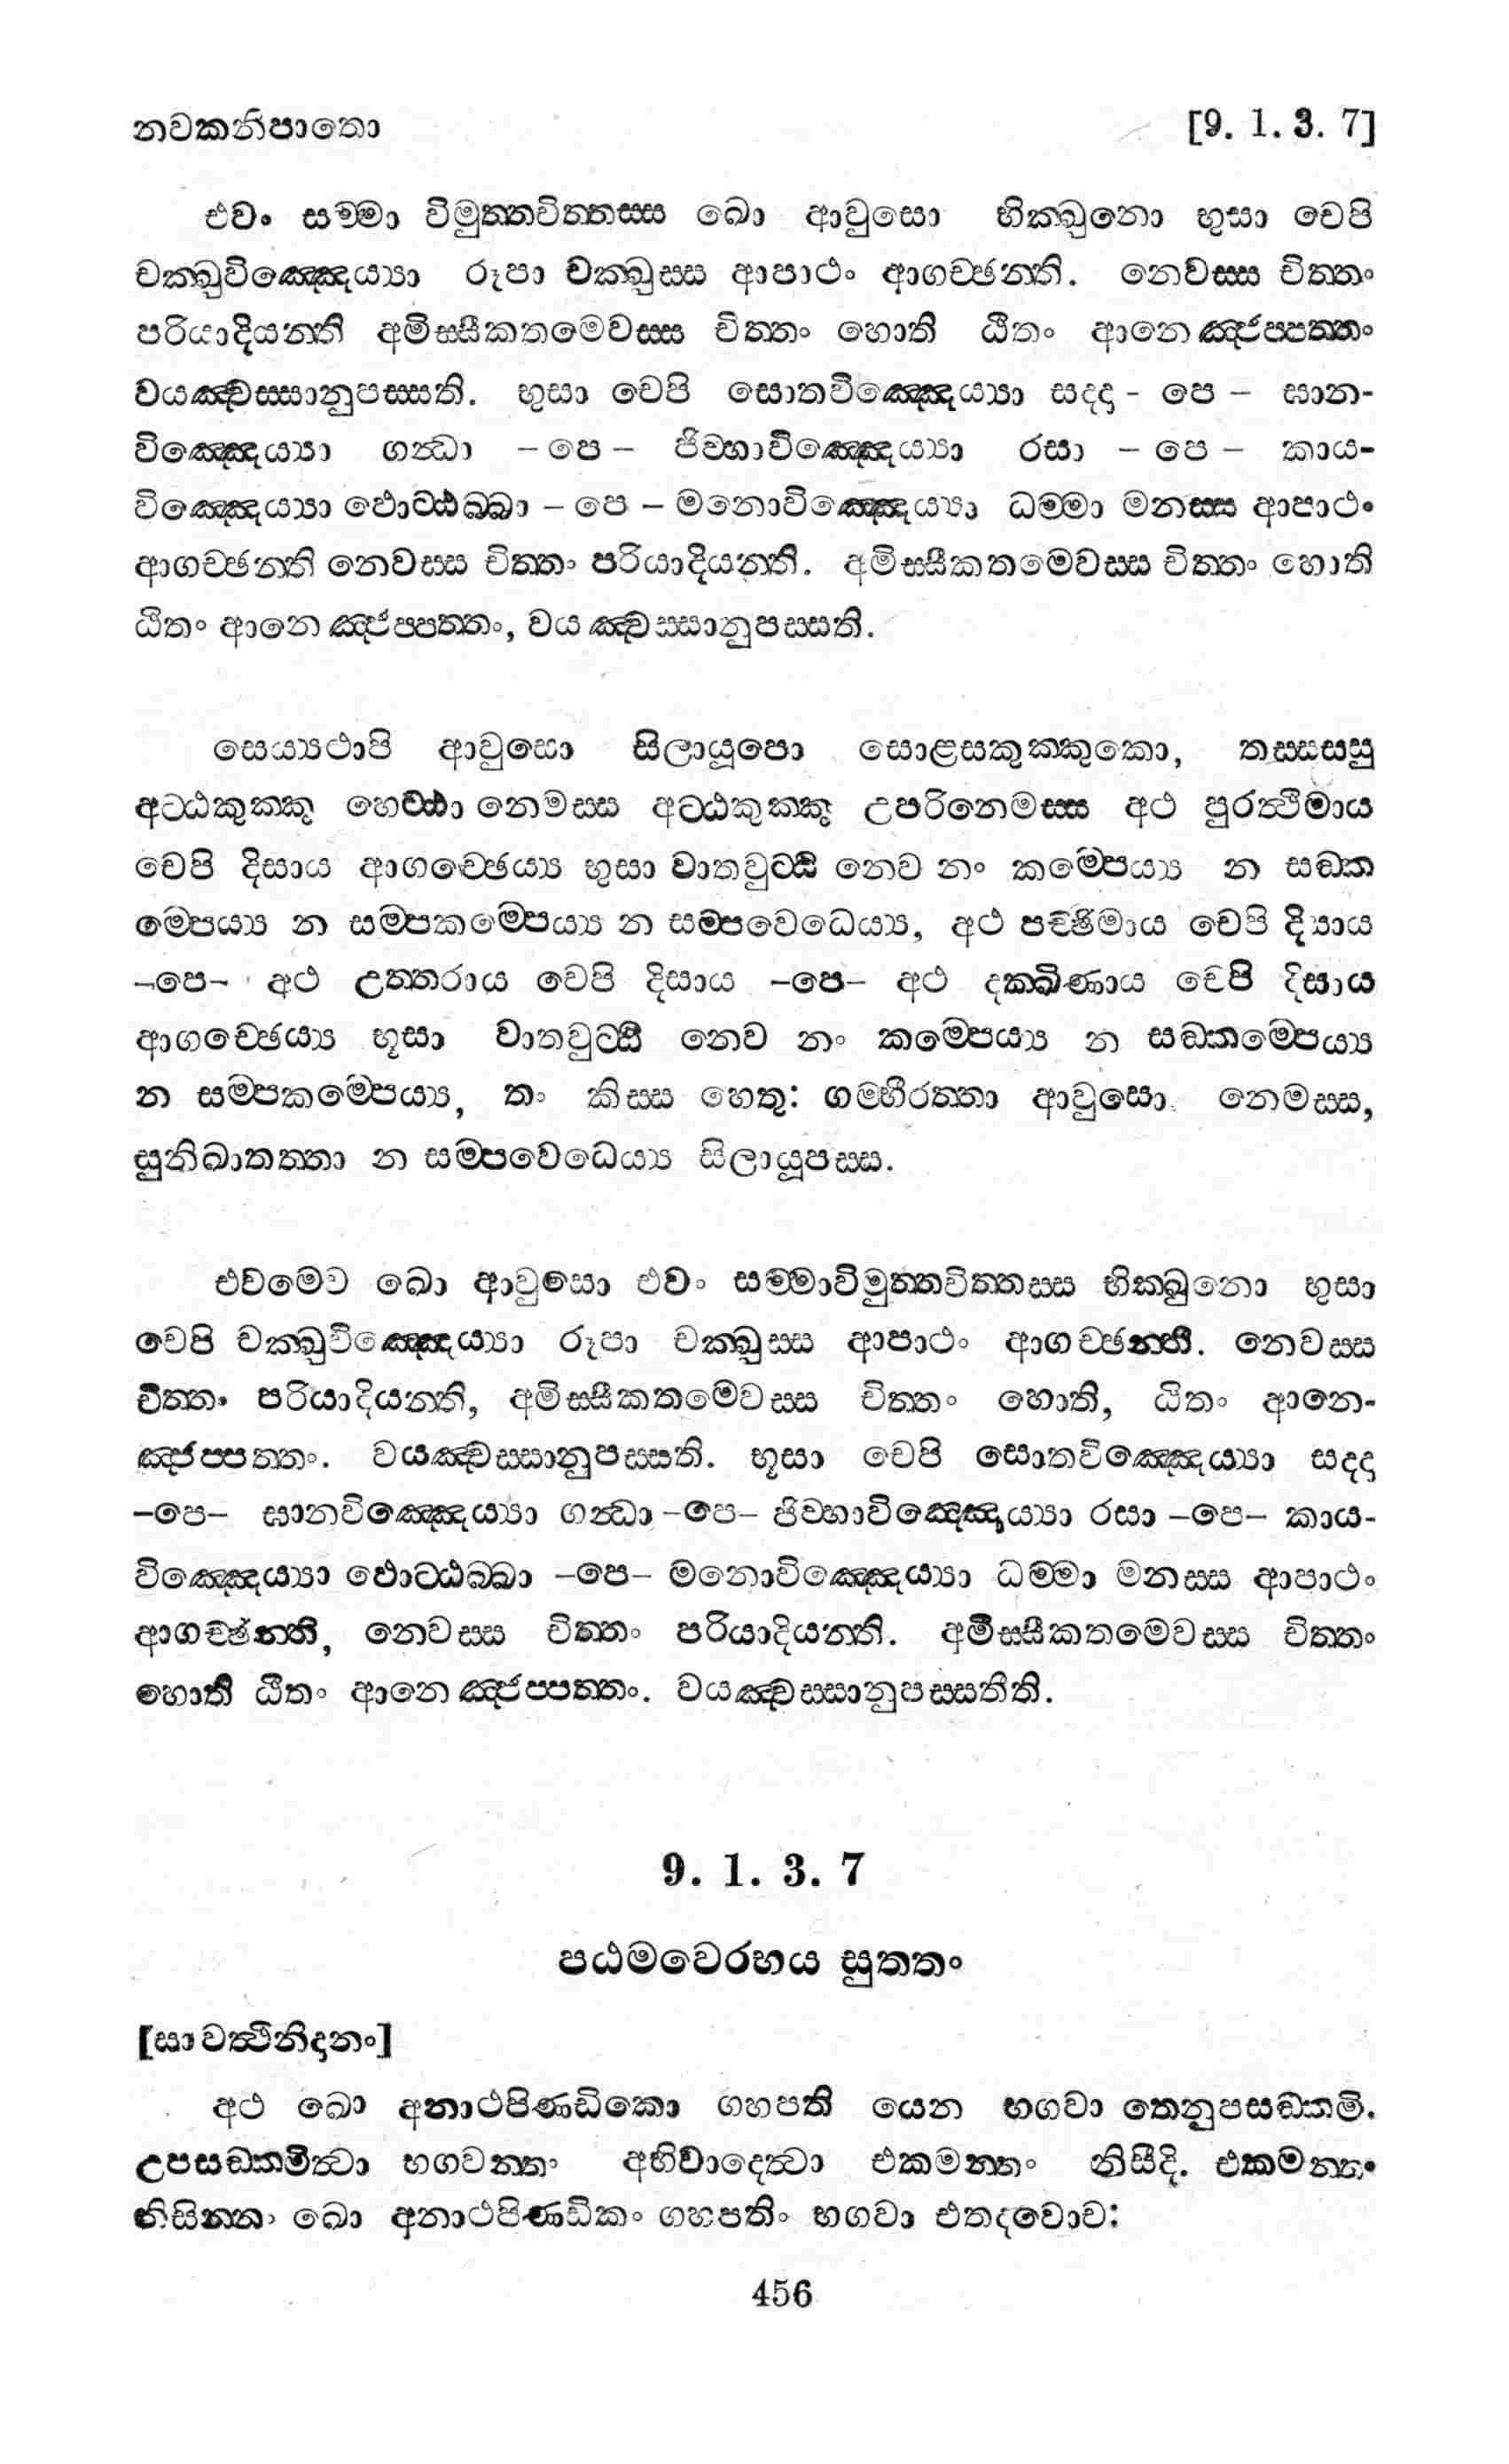 නවකනිපාතො [9. 1. 3. 7]
එවං සම්මා විමුත්තචිත්තස්ස ඛො ආවුසො භික්ඛුනො භුසා චෙපි
චක්ඛුවිඤ්ඤෙය්‍යා රූපා චක්ඛුස්ස ආපාථං ආගච්ඡන්ති. නෙවස්ස චිත්තං
පරියාදියන්ති අමිස්සීකතමෙවස්ස චිත්තං හොති ඨිතං ආනෙඤ්ජප්පත්තං
වයඤ්චස්සානුපස්සති. භුසා චෙපි සොතවිඤ්ඤෙය්‍යා සද්දා - පෙ - ඝාන-
විඤ්ඤෙය්‍යා ගන්ධා - පෙ - ජිව්හාවිඤ්ඤෙය්‍යා රසා - පෙ - කාය-
විඤ්ඤෙය්‍යා ඵොට්ඨබ්බා - පෙ - මනොවිඤ්ඤෙය්‍යා ධම්මා මනස්ස ආපාථං
ආගච්ඡන්ති නෙවස්ස චිත්තං පරියාදියන්ති. අමිස්සීකතමෙවස්ස චිත්තං හොති
ඨිතං ආනෙඤ්ජප්පත්තං, වයඤ්චස්සානුපස්සති.
සෙය්‍යථාපි ආවුසො සිලායූපො සොළසකුක්කුකො, තස්සස්සු
අට්ඨකුක්කූ හෙට්ඨා නෙමස්ස අට්ඨකුක්කූ උපරිනෙමස්ස අථ පුරත්ථිමාය
චෙපි දිසාය ආගච්ඡෙය්‍ය භුසා වාතවුට්ඨි නෙව නං කම්පෙය්‍ය න සඞ්ක
ම්පෙය්‍ය න සම්පකම්පෙය්‍ය න සම්පවෙධෙය්‍ය, අථ පච්ඡිමාය චෙපි දිසාය
-පෙ- අථ උත්තරාය චෙපි දිසාය -පෙ- අථ දක්ඛිණාය චෙපි දිසාය
ආගච්ඡෙය්‍ය භූසා වාතවුට්ඨි නෙව නං කම්පෙය්‍ය න සඞ්කම්පෙය්‍ය
න සම්පකම්පෙය්‍ය, තං කිස්ස හෙතු: ගම්භීරත්තා ආවුසො නෙමස්ස,
සුනිඛාතත්තා න සම්පවෙධෙය්‍ය සිලායූපස්ස.
එවමෙව ඛො ආවුසො එවං සම්මාවිමුත්තචිත්තස්ස භික්ඛුනො භුසා
චෙපි චක්ඛුවිඤ්ඤෙය්‍යා රූපා චක්ඛුස්ස ආපාථං ආගච්ඡන්ති. නෙවස්ස
චිත්තං පරියාදියන්ති, අමිස්සීකතමෙවස්ස චිත්තං හොති, ඨිතං ආනෙ-
ඤ්ජප්පත්තං. වයඤ්චස්සානුපස්සති. භූසා චෙපි සොතවිඤ්ඤෙය්‍යා සද්දා
-පෙ- ඝානවිඤ්ඤෙය්‍යා ගන්ධා -පෙ- ජිව්හාවිඤ්ඤෙය්‍යා රසා -පෙ- කාය-
විඤ්ඤෙය්‍යා ඵොට්ඨබ්බා -පෙ- මනොවිඤ්ඤෙය්‍යා ධම්මා මනස්ස ආපාථං
ආගච්ඡන්ති, නෙවස්ස චිත්තං පරියාදියන්ති. අමිස්සීකතමෙවස්ස චිත්තං
හොති ඨිතං ආනෙඤ්ජප්පත්තං. වයඤ්චස්සානුපස්සතීති.
9. 1. 3. 7
පඨමවෙරභය සුත්තං
[සාවත්ථිනිදානං]
අථ ඛො අනාථපිණ්ඩිකො ගහපති යෙන භගවා තෙනුපසඞ්කමි.
උපසඞ්කමිත්වා භගවන්තං අභිවාදෙත්වා එකමන්තං නිසීදි. එකමන්තං
නිසින්නං ඛො අනාථපිණ්ඩිකං ගහපතිං භගවා එතදවොච:
456